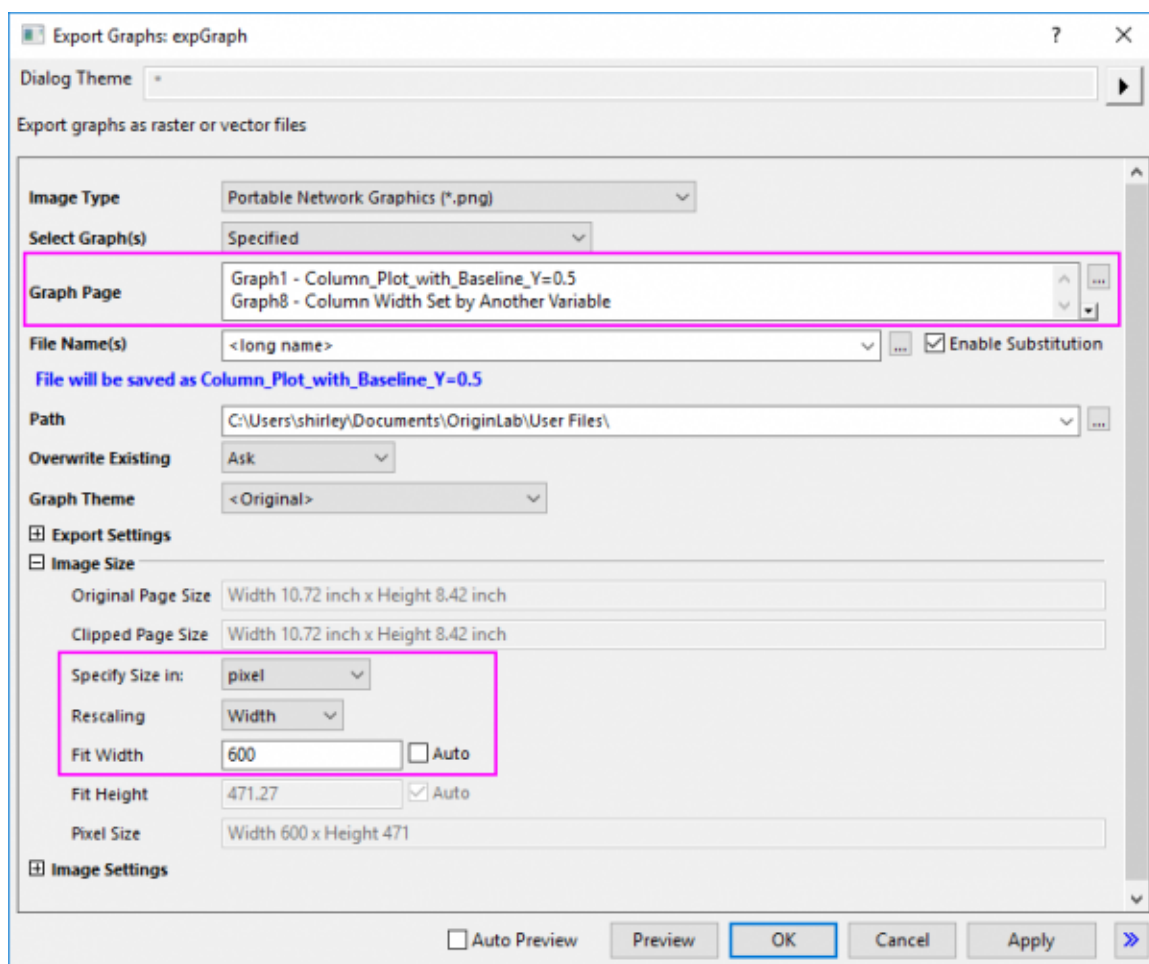 Export Graphs: expGraph
Dialog Theme *
Export graphs as raster or vector files
Image Type Portable Network Graphics (*.png)
Select Graph(s) Specified
Graph Page Graph1 - Column_Plot_with_Baseline_Y=0.5
Graph8 - Column Width Set by Another Variable
File Name(s) <long name> ... Enable Substitution
File will be saved as Column_Plot_with_Baseline_Y=0.5
Path C:\Users\shirley\Documents\OriginLab\User Files\ ...
Overwrite Existing Ask
Graph Theme <Original>
Export Settings
Image Size
Original Page Size Width 10.72 inch x Height 8.42 inch
Clipped Page Size Width 10.72 inch x Height 8.42 inch
Specify Size in: pixel
Rescaling Width
Fit Width 600 Auto
Fit Height 471.27 Auto
Pixel Size Width 600 x Height 471
Image Settings
Auto Preview Preview OK Cancel Apply